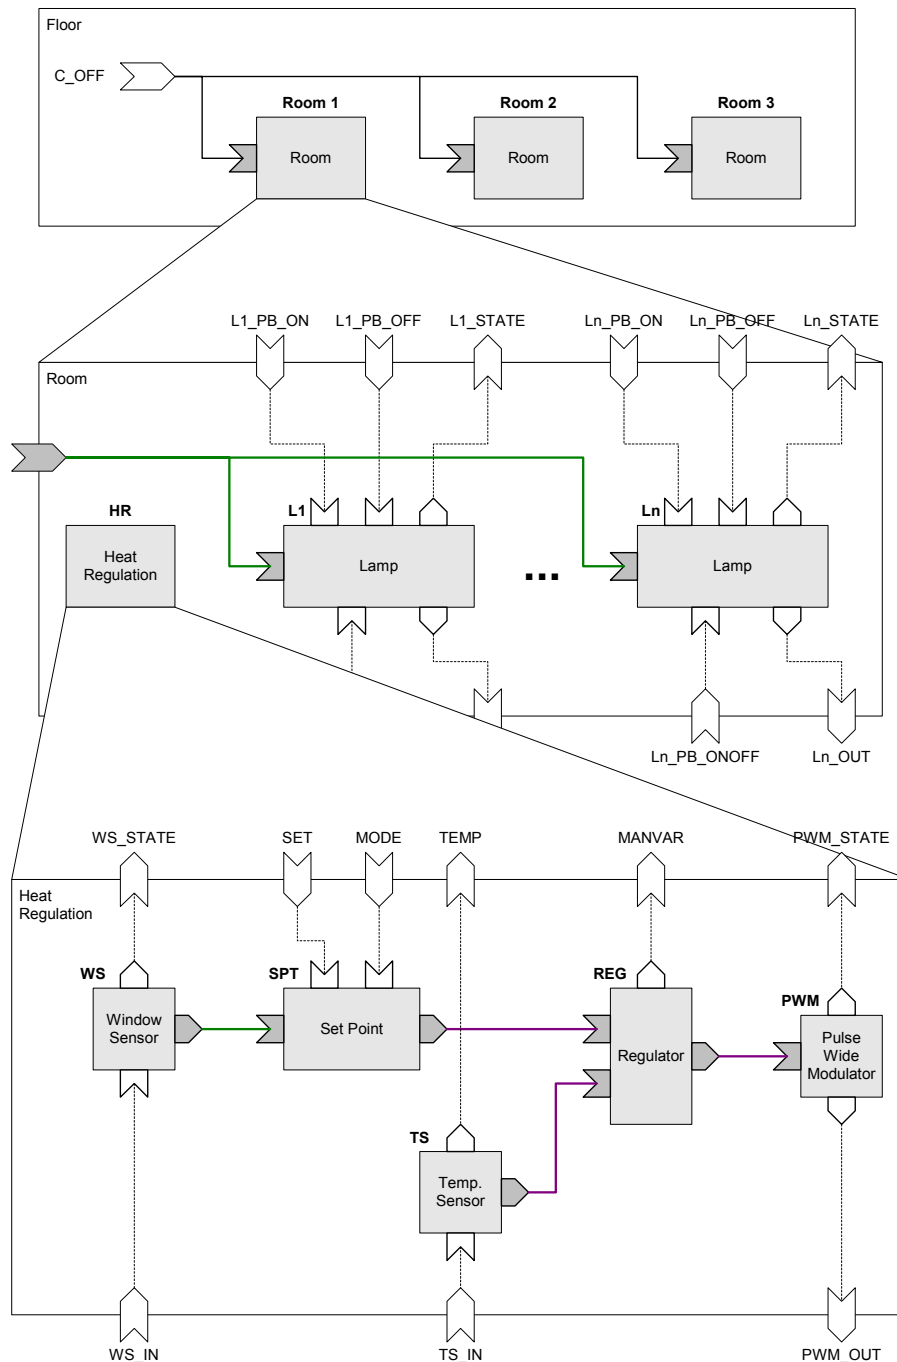 Floor
C_OFF
Room 1
Room 2
Room 3
Room
Room
Room
L1_PB_ON
L1_PB_OFF
L1_STATE
Ln_PB_ON
Ln_PB_OFF
Ln_STATE
Room
HR
L1
Ln
Heat
Regulation
Lamp
...
Lamp
Ln_PB_ONOFF
Ln_OUT
WS_STATE
SET
MODE
TEMP
MANVAR
PWM_STATE
Heat
Regulation
WS
SPT
REG
PWM
Window
Sensor
Set Point
Regulator
Pulse
Wide
Modulator
TS
Temp.
Sensor
WS_IN
TS_IN
PWM_OUT